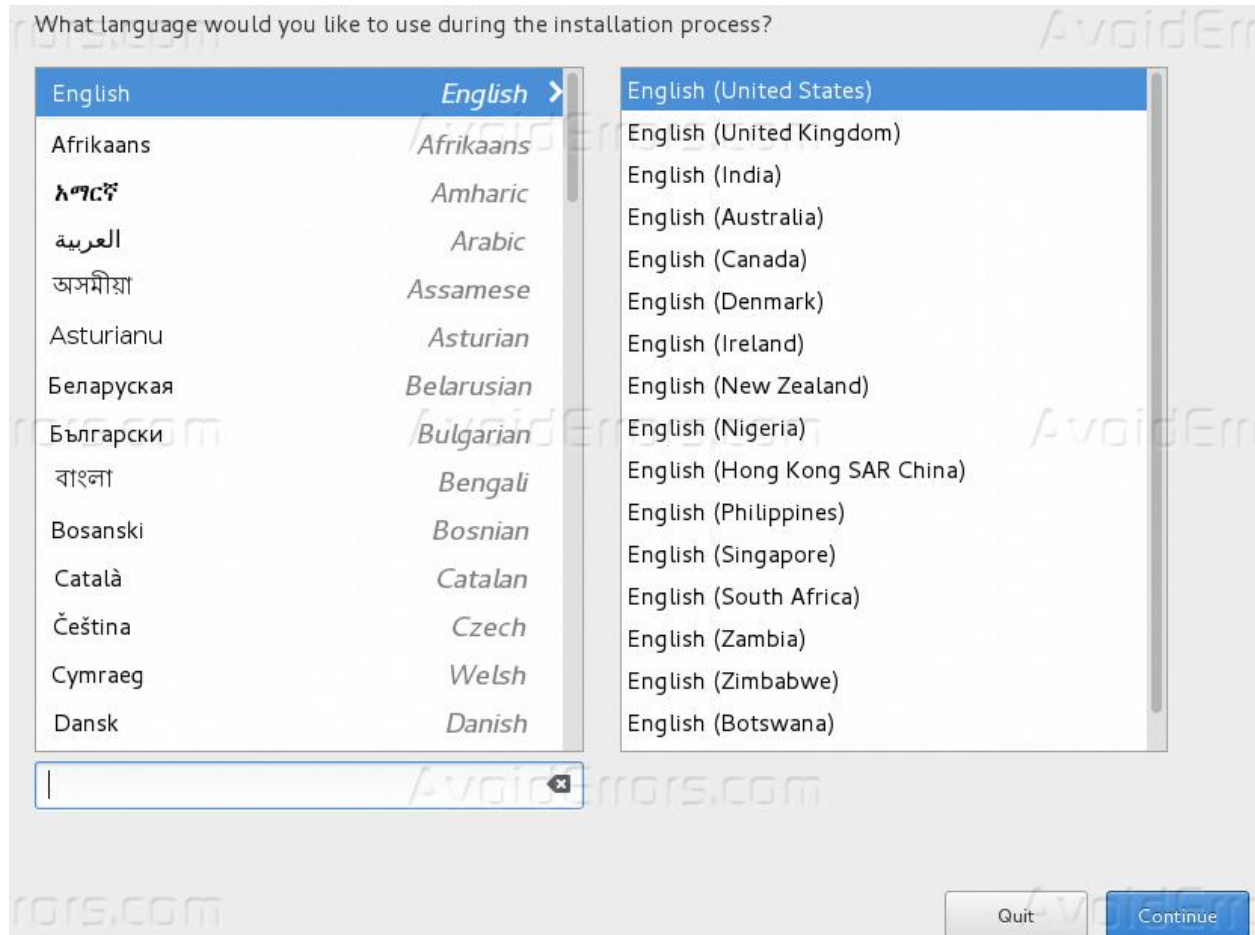 What language would you like to use during the installation process?
English English
Afrikaans Afrikaans
አማርኛ Amharic
العربية Arabic
অসমীয়া Assamese
Asturianu Asturian
Беларуская Belarusian
Български Bulgarian
বাংলা Bengali
Bosanski Bosnian
Català Catalan
Čeština Czech
Cymraeg Welsh
Dansk Danish
English (United States)
English (United Kingdom)
English (India)
English (Australia)
English (Canada)
English (Denmark)
English (Ireland)
English (New Zealand)
English (Nigeria)
English (Hong Kong SAR China)
English (Philippines)
English (Singapore)
English (South Africa)
English (Zambia)
English (Zimbabwe)
English (Botswana)
Quit Continue
AvoidErrors.com